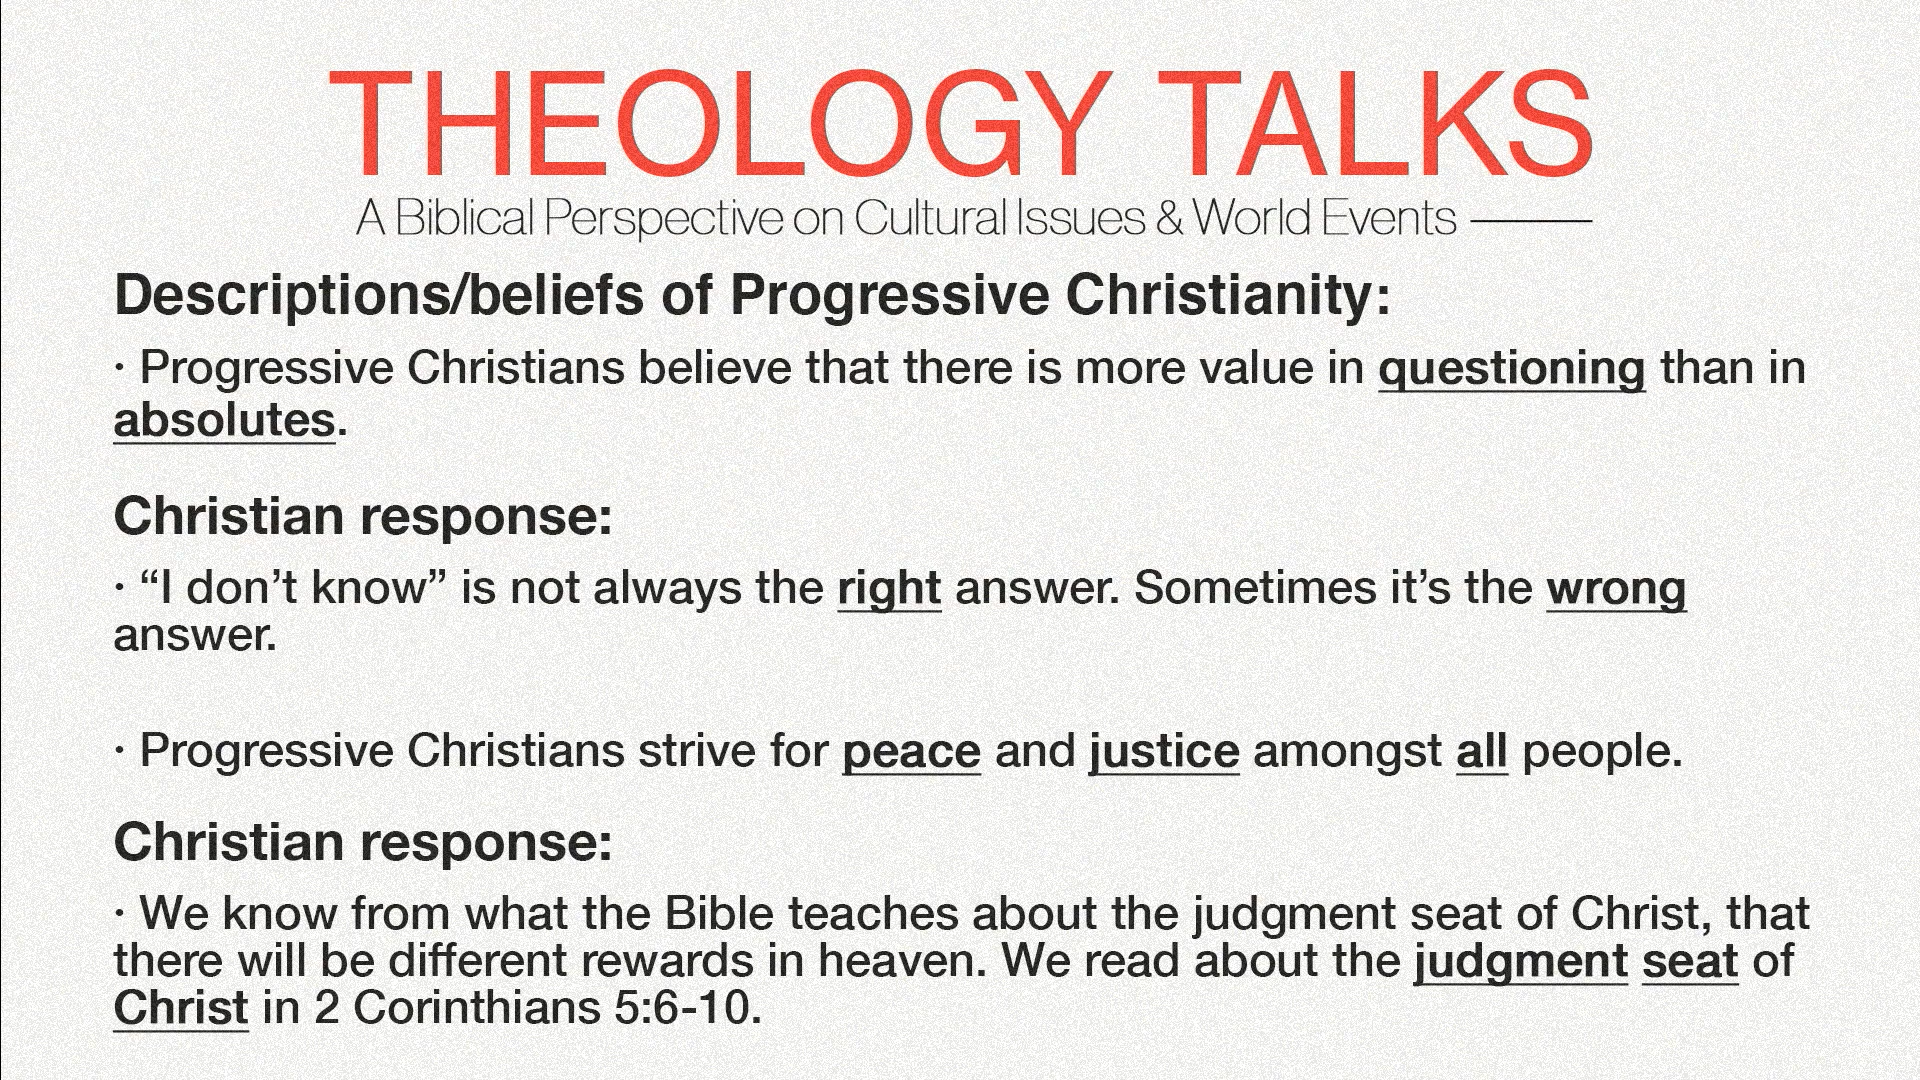 THEOLOGY TALKS
A Biblical Perspective on Cultural Issues & World Events
Descriptions/beliefs of Progressive Christianity:
· Progressive Christians believe that there is more value in questioning than in
absolutes.
Christian response:
· “I don’t know” is not always the right answer. Sometimes it’s the wrong
answer.
· Progressive Christians strive for peace and justice amongst all people.
Christian response:
· We know from what the Bible teaches about the judgment seat of Christ, that
there will be different rewards in heaven. We read about the judgment seat of
Christ in 2 Corinthians 5:6-10.